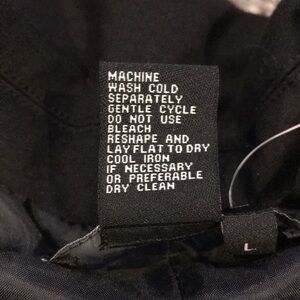 MACHINE
WASH COLD
SEPARATELY
GENTLE CYCLE
DO NOT USE
BLEACH
RESHAPE AND
LAY FLAT TO DRY
COOL IRON
IF NECESSARY
OR PREFERABLE
DRY CLEAN
L